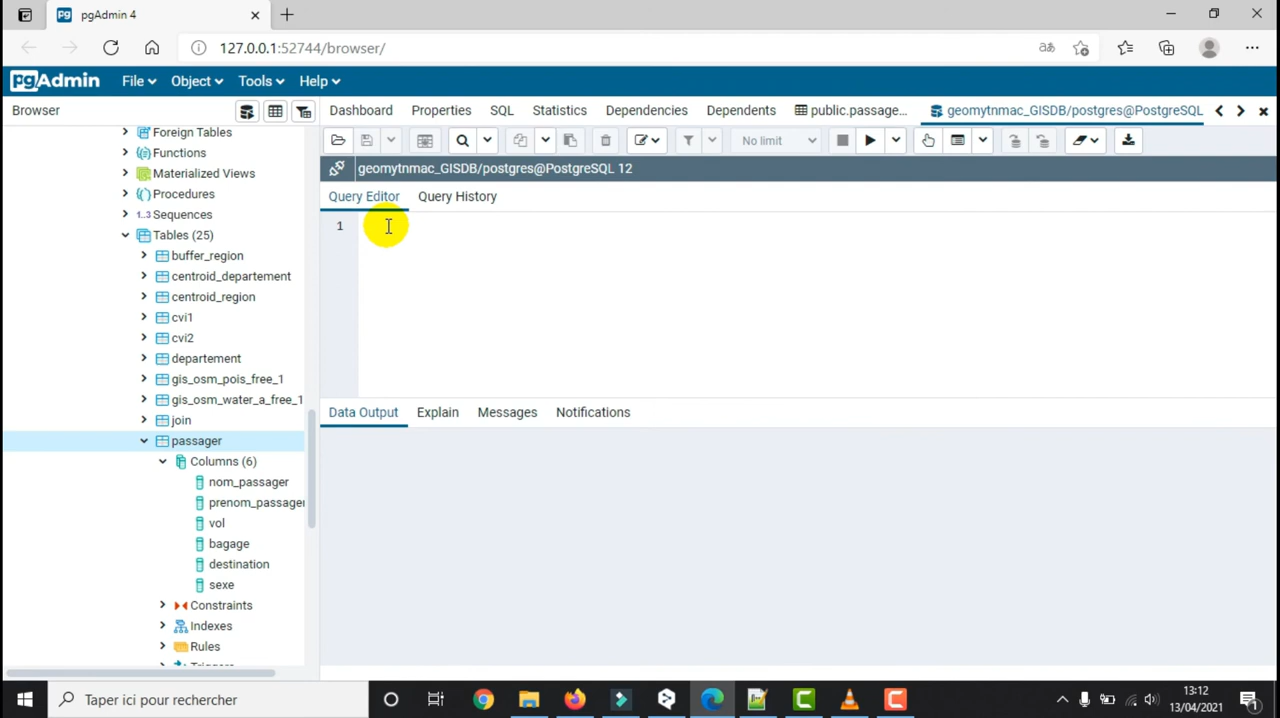 pgAdmin 4
127.0.0.1:52744/browser/
pgAdmin File Object Tools Help
Browser
Dashboard Properties SQL Statistics Dependencies Dependents public.passage... geomytnmac_GISDB/postgres@PostgreSQL
No limit
geomytnmac_GISDB/postgres@PostgreSQL 12
Query Editor Query History
1
Foreign Tables
Functions
Materialized Views
Procedures
1..3 Sequences
Tables (25)
buffer_region
centroid_departement
centroid_region
cvi1
cvi2
departement
gis_osm_pois_free_1
gis_osm_water_a_free_1
join
passager
Columns (6)
nom_passager
prenom_passager
vol
bagage
destination
sexe
Constraints
Indexes
Rules
Data Output Explain Messages Notifications
Taper ici pour rechercher
13:12
13/04/2021